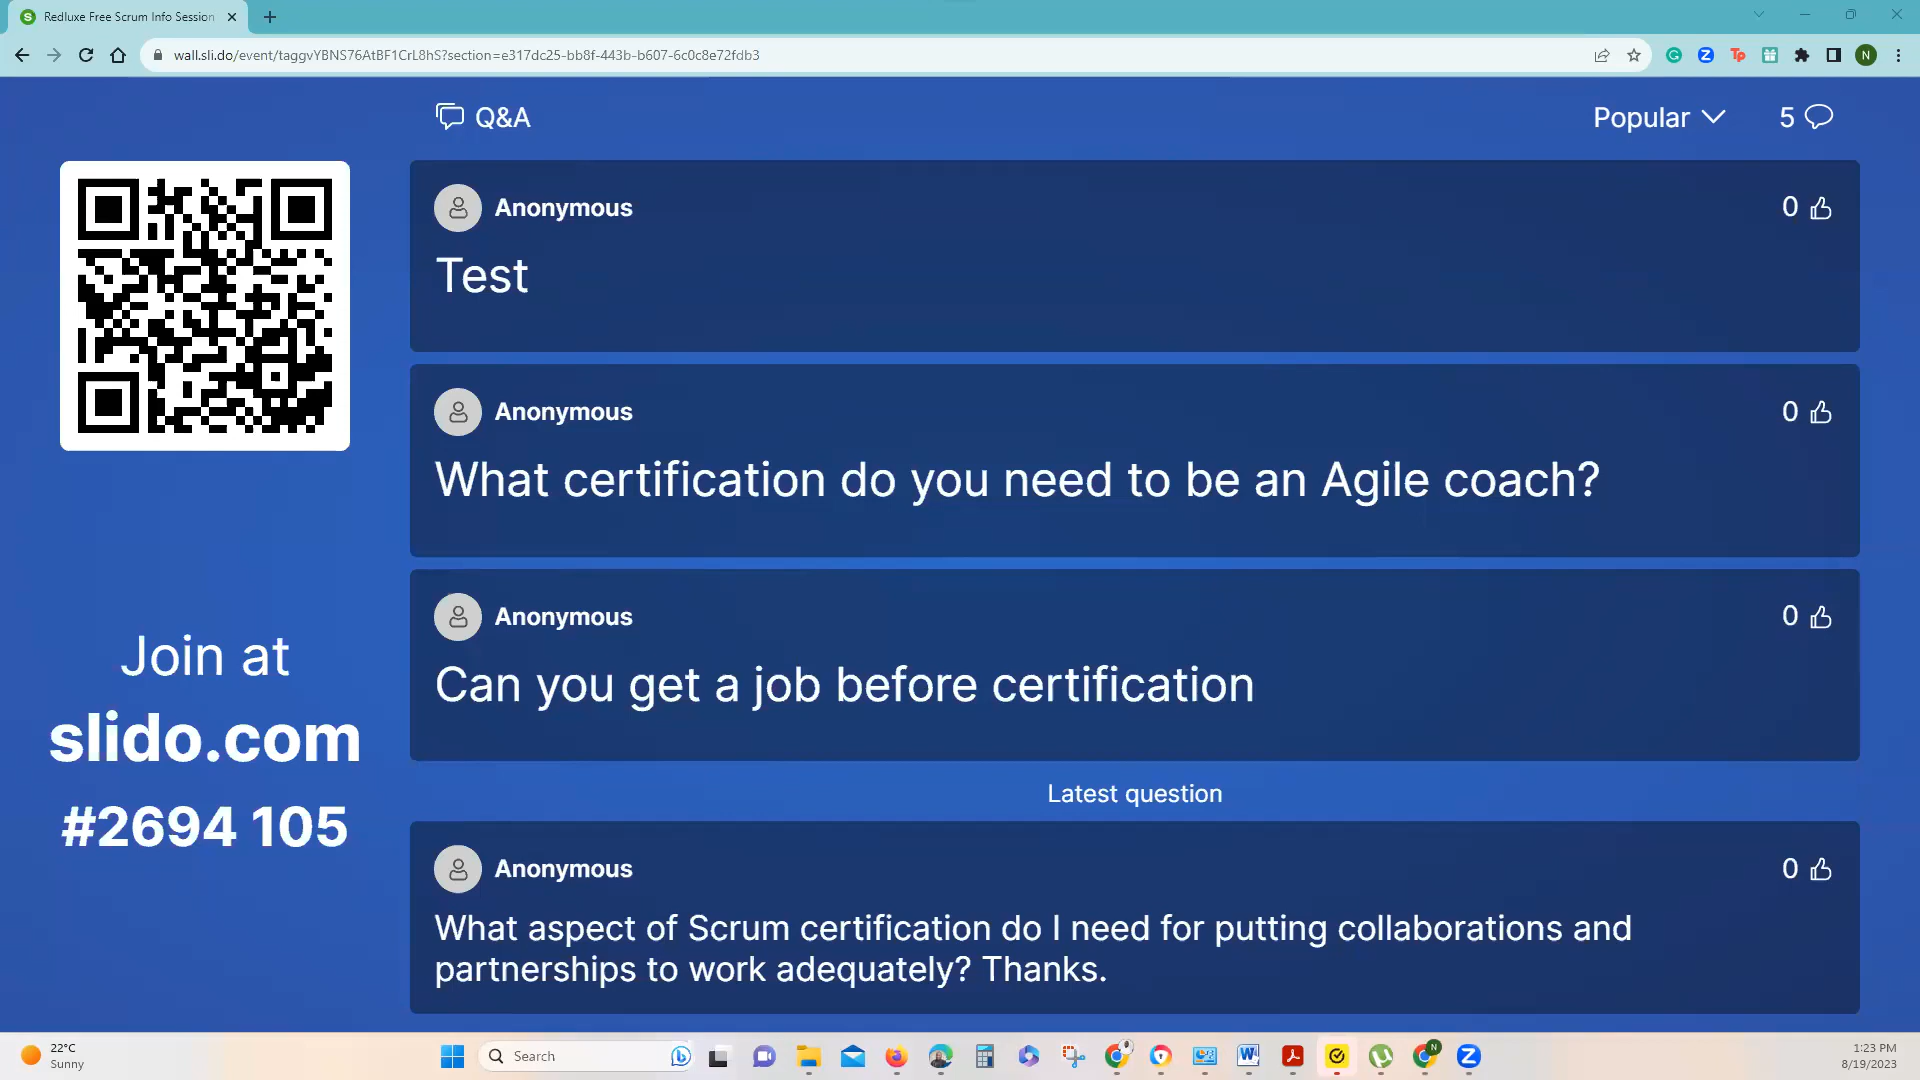 Redluxe Free Scrum Info Session
wall.sli.do/event/taggvYBNS76AtBF1CrL8hS?section=e317dc25-bb8f-443b-b607-6c0c8e72fdb3
Q&A
Popular
5
Anonymous
0
Test
Anonymous
0
What certification do you need to be an Agile coach?
Anonymous
0
Can you get a job before certification
Join at
slido.com
#2694 105
Latest question
Anonymous
0
What aspect of Scrum certification do I need for putting collaborations and
partnerships to work adequately? Thanks.
22°C
Sunny
Search
1:23 PM
8/19/2023